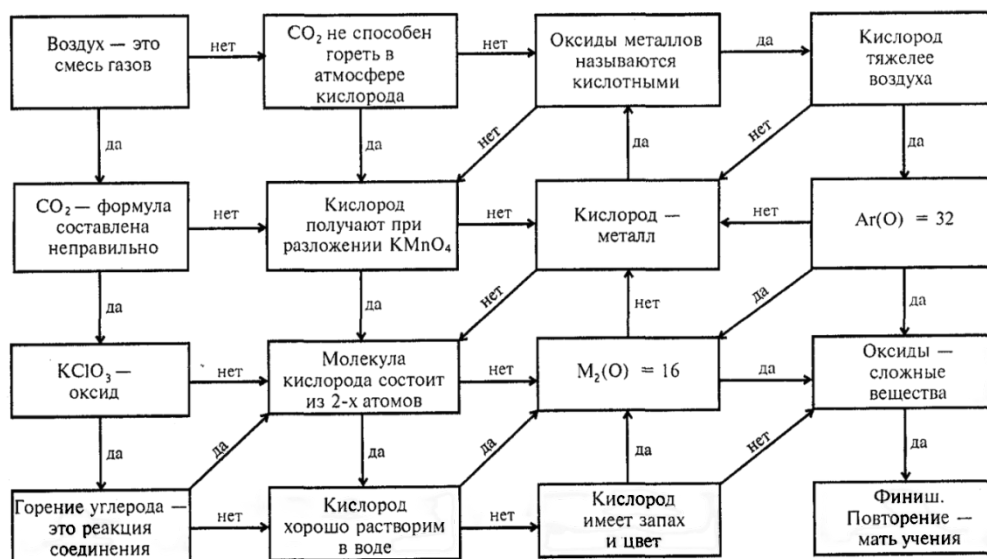 Воздух — это
смесь газов
нет
CO₂ не способен
гореть в
атмосфере
кислорода
нет
Оксиды металлов
называются
кислотными
да
Кислород
тяжелее
воздуха
да
да
нет
да
нет
да
CO₂ — формула
составлена
неправильно
нет
Кислород
получают при
разложении KMnO₄
нет
Кислород —
металл
нет
Ar(O) = 32
да
да
нет
нет
да
да
KClO₃ —
оксид
нет
Молекула
кислорода состоит
из 2-х атомов
нет
M₂(O) = 16
да
Оксиды —
сложные
вещества
да
да
да
да
да
нет
да
Горение углерода —
это реакция
соединения
нет
Кислород
хорошо растворим
в воде
нет
Кислород
имеет запах
и цвет
Финиш.
Повторение —
мать учения